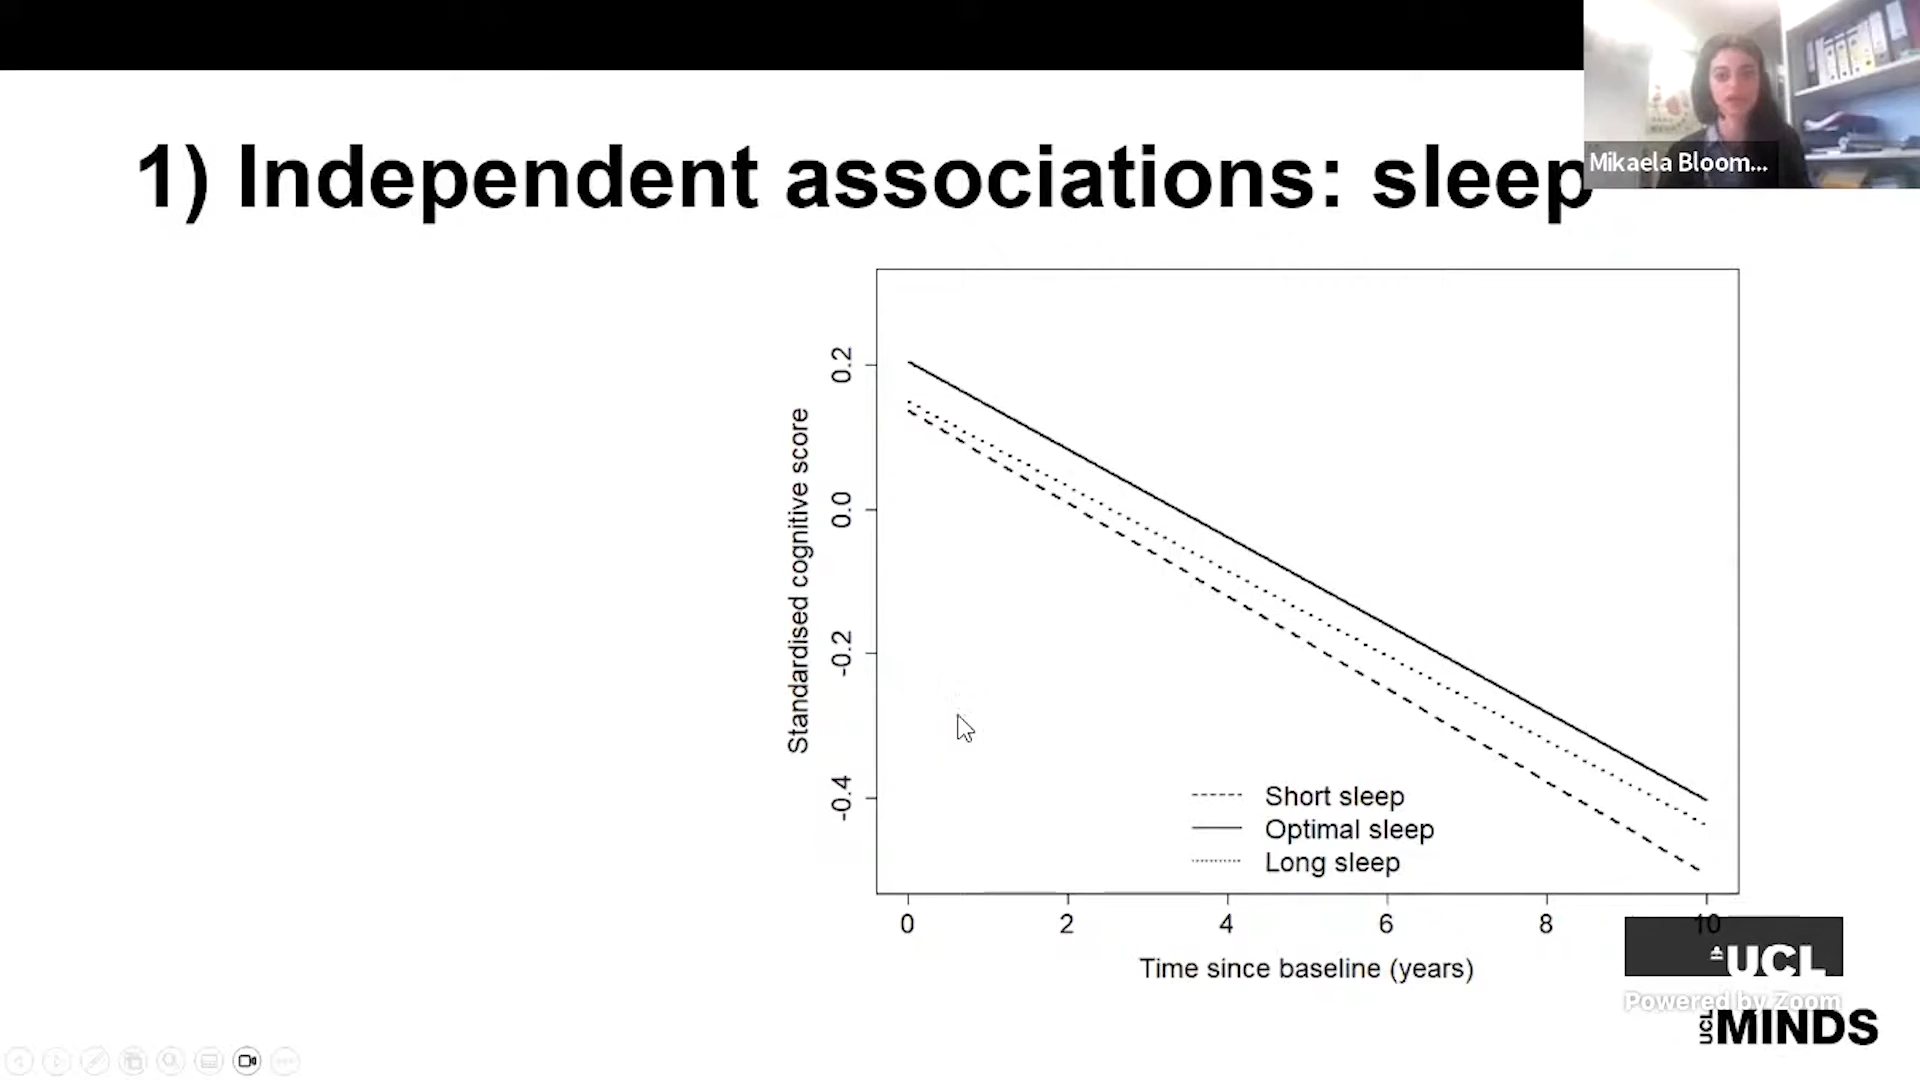 1) Independent associations: sleep
Mikaela Bloom...
Standardised cognitive score
0.2
0.0
-0.2
-0.4
Short sleep
Optimal sleep
Long sleep
0 2 4 6 8 10
Time since baseline (years)
UCL
Powered by Zoom
UCL MINDS